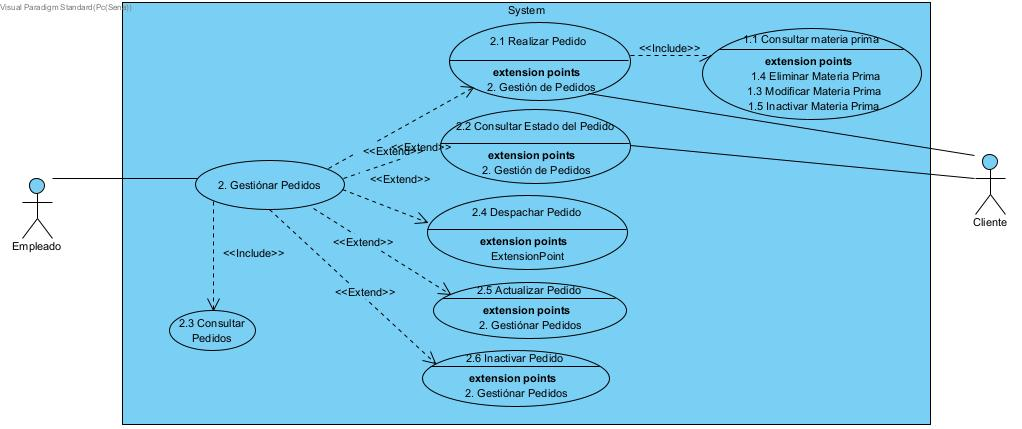 Visual Paradigm Standard(Pc(Sena))
System
2.1 Realizar Pedido
extension points
2. Gestión de Pedidos
<<Include>>
1.1 Consultar materia prima
extension points
1.4 Eliminar Materia Prima
1.3 Modificar Materia Prima
1.5 Inactivar Materia Prima
2.2 Consultar Estado del Pedido
extension points
2. Gestión de Pedidos
<<Extend>>
<<Extend>>
<<Extend>>
2. Gestiónar Pedidos
Empleado
Cliente
2.4 Despachar Pedido
extension points
ExtensionPoint
<<Extend>>
<<Include>>
2.5 Actualizar Pedido
extension points
2. Gestiónar Pedidos
<<Extend>>
2.3 Consultar
Pedidos
2.6 Inactivar Pedido
extension points
2. Gestiónar Pedidos